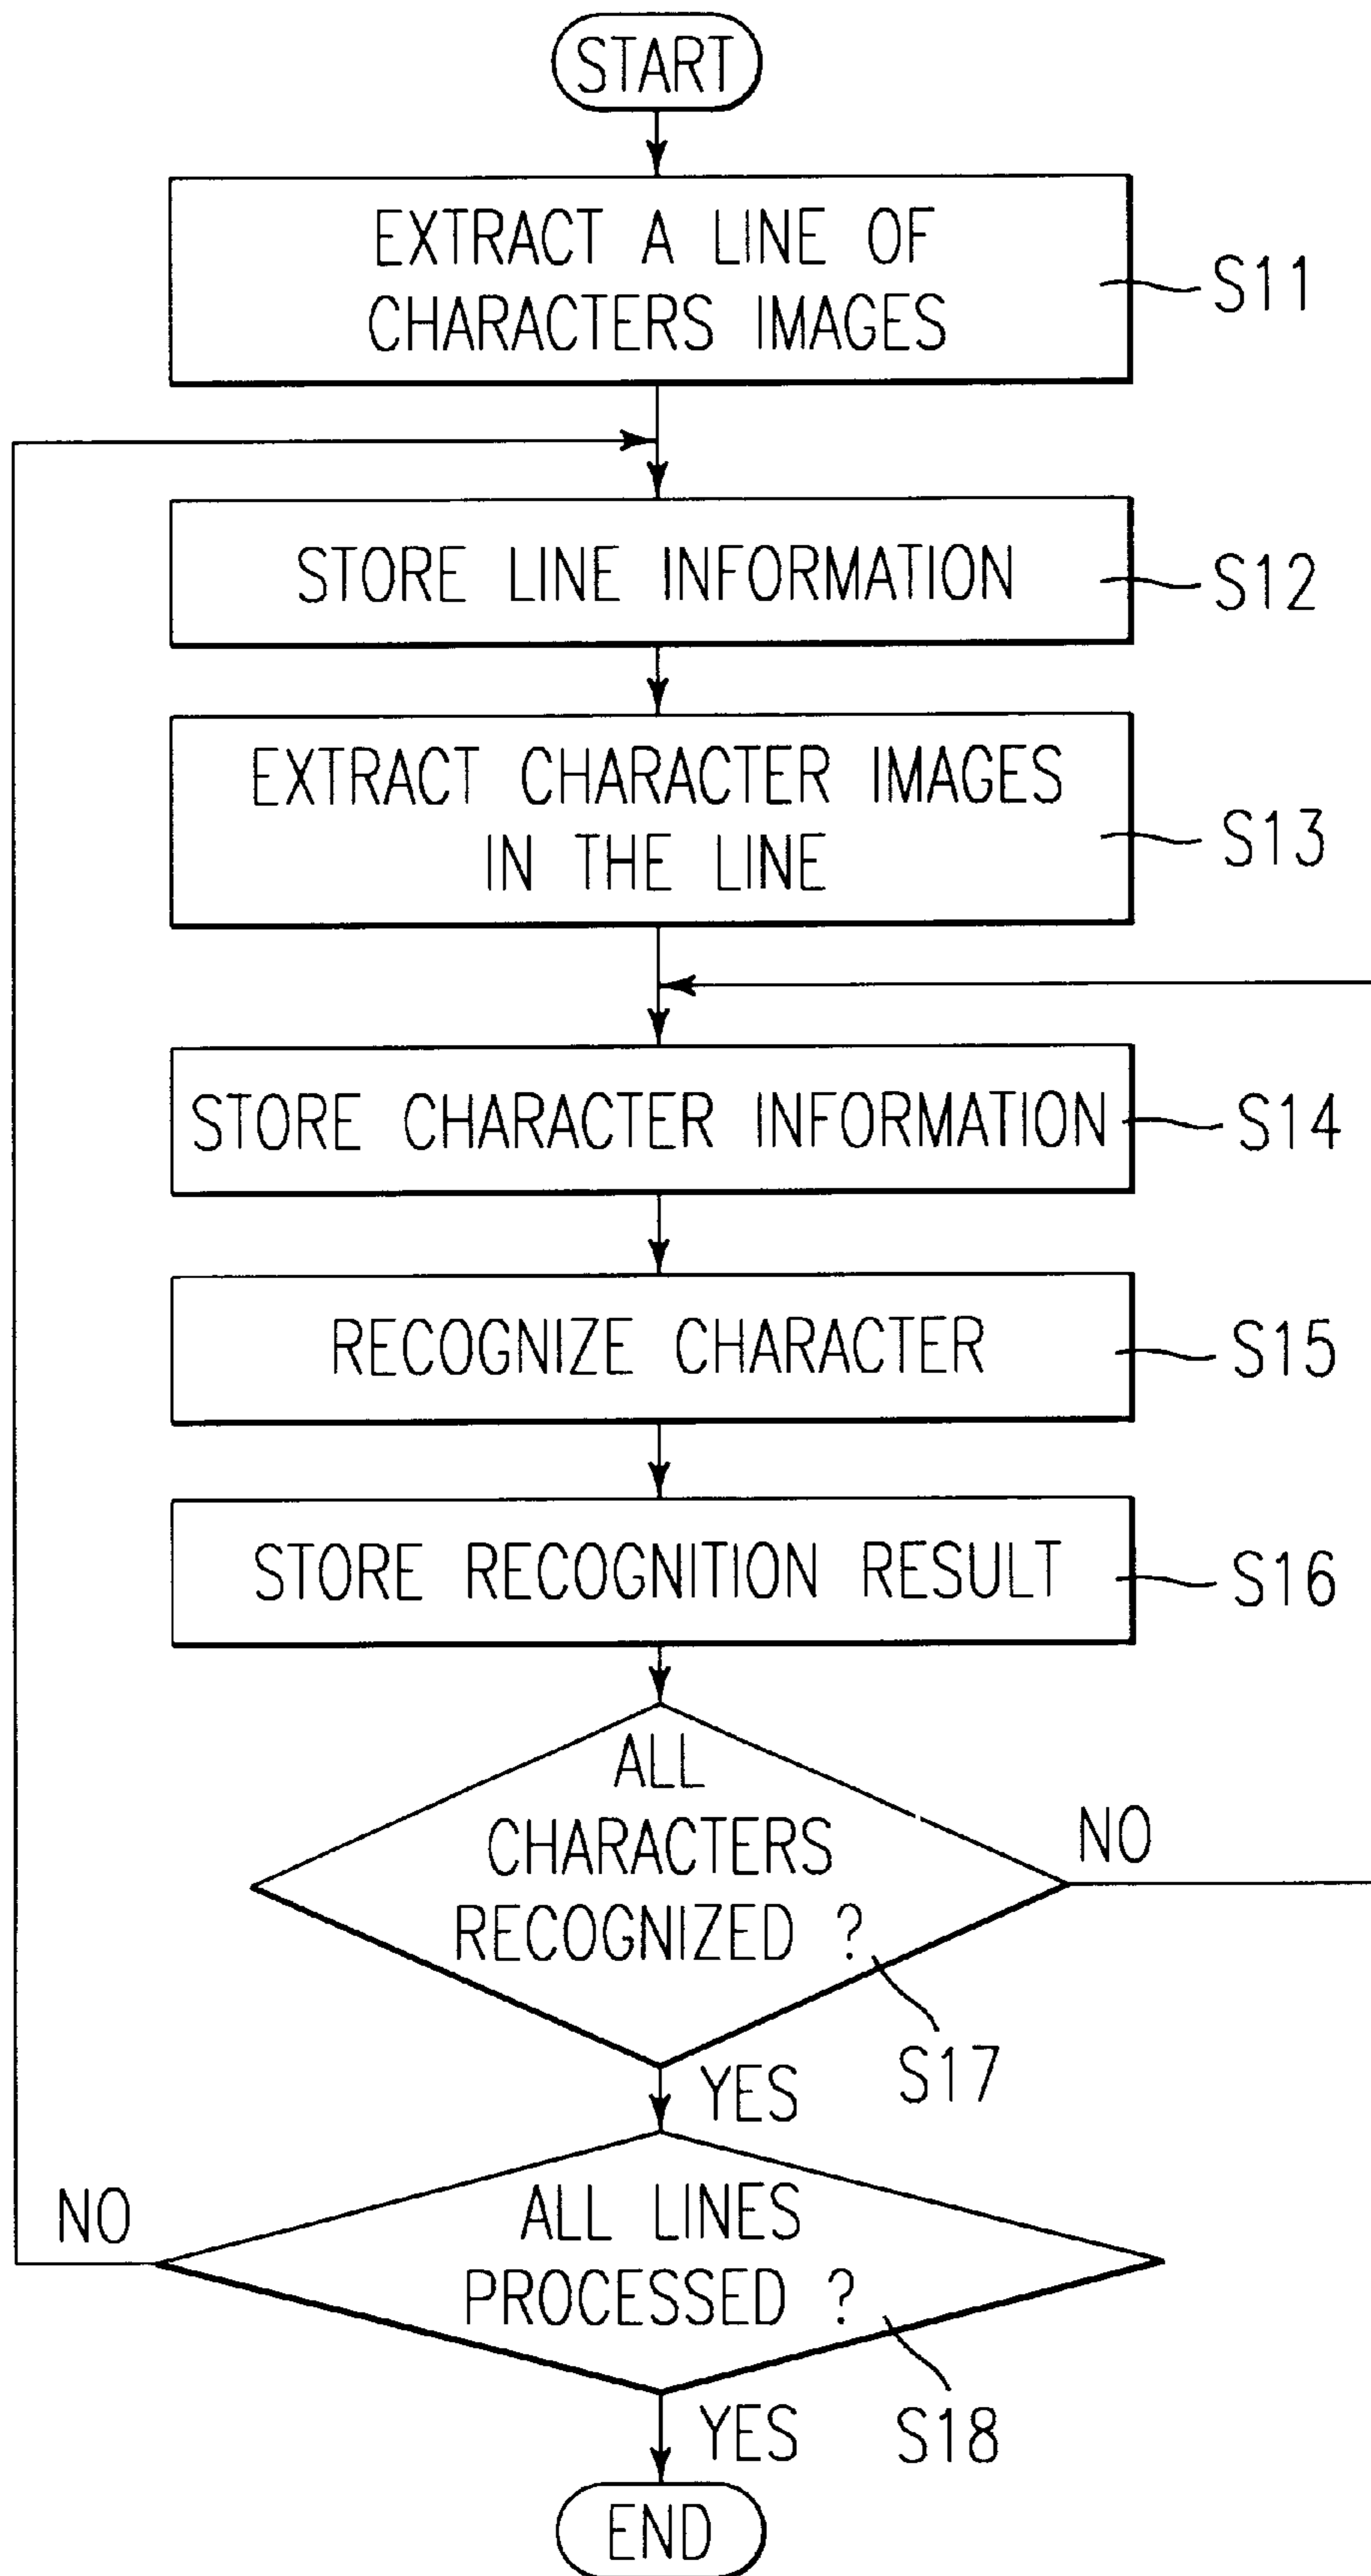 START
EXTRACT A LINE OF
CHARACTERS IMAGES
S11
STORE LINE INFORMATION
S12
EXTRACT CHARACTER IMAGES
IN THE LINE
S13
STORE CHARACTER INFORMATION
S14
RECOGNIZE CHARACTER
S15
STORE RECOGNITION RESULT
S16
ALL
CHARACTERS
RECOGNIZED ?
NO
S17
YES
ALL LINES
PROCESSED ?
NO
S18
YES
END